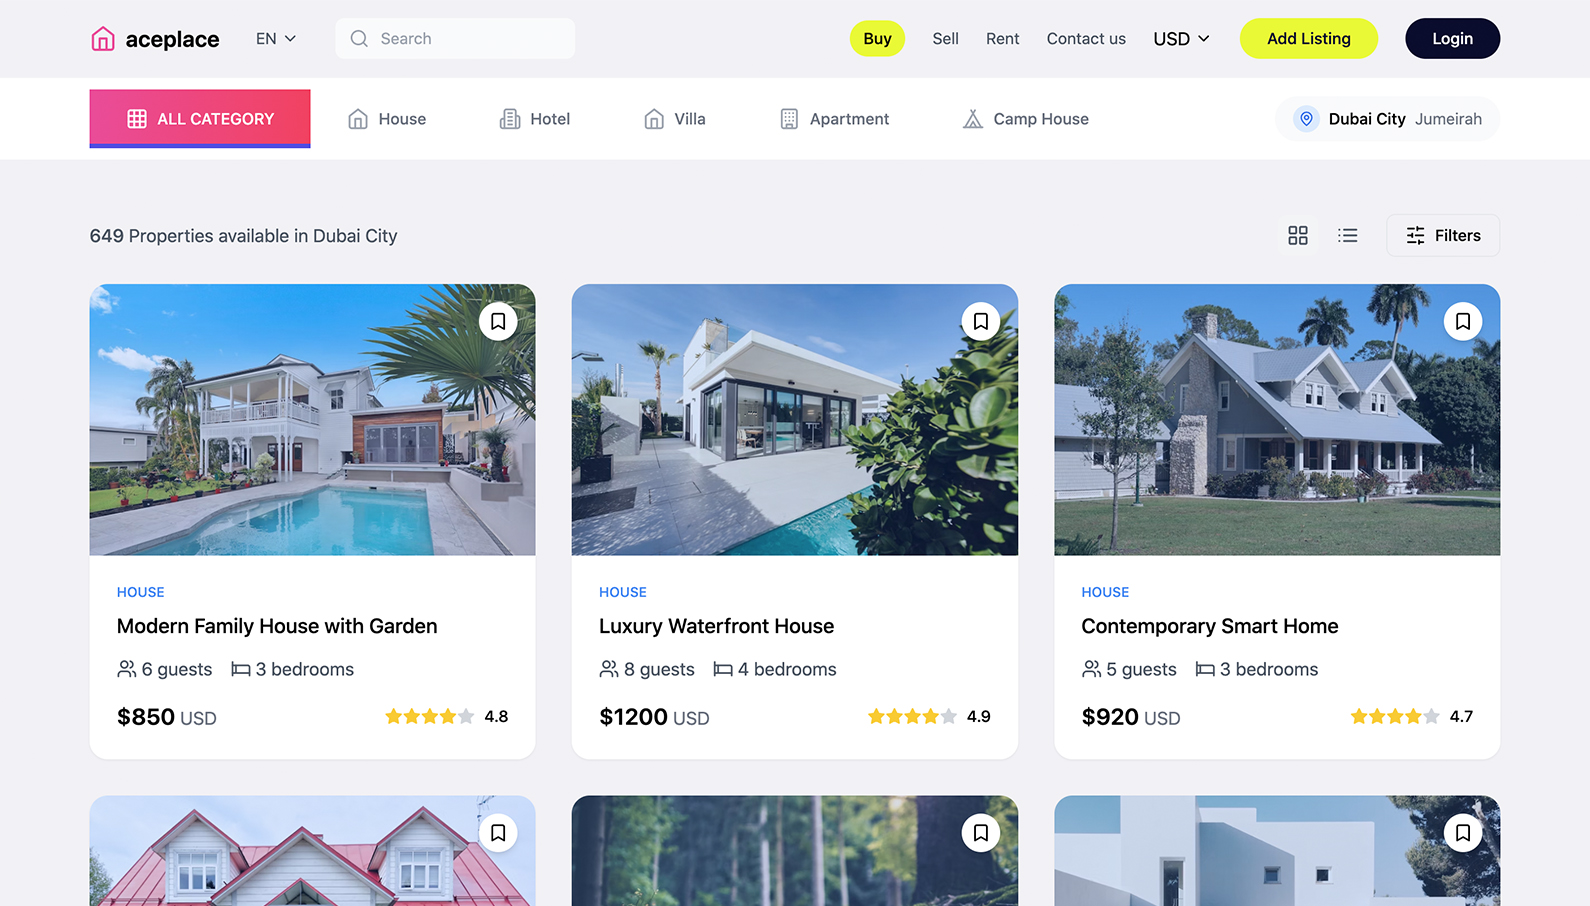 aceplace EN Search Buy Sell Rent Contact us USD Add Listing Login
ALL CATEGORY House Hotel Villa Apartment Camp House Dubai City Jumeirah
649 Properties available in Dubai City Filters
HOUSE
Modern Family House with Garden
6 guests 3 bedrooms
$850 USD 4.8
HOUSE
Luxury Waterfront House
8 guests 4 bedrooms
$1200 USD 4.9
HOUSE
Contemporary Smart Home
5 guests 3 bedrooms
$920 USD 4.7